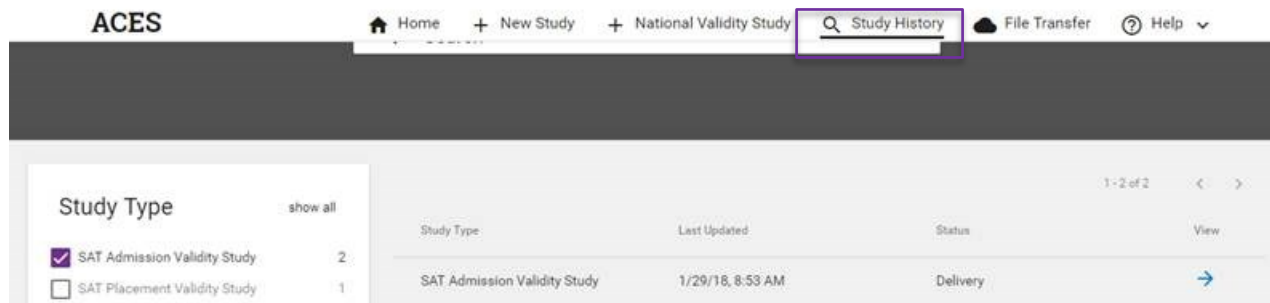 ACES Home New Study National Validity Study Study History File Transfer Help
1 - 2 of 2
Study Type show all
Study Type Last Updated Status View
SAT Admission Validity Study 2
SAT Admission Validity Study 1/29/18, 8:53 AM Delivery
SAT Placement Validity Study 1